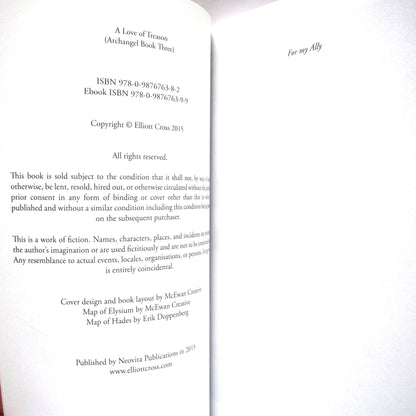 A Love of Treason
(Archangel Book Three)
ISBN 978-0-9876763-8-2
Ebook ISBN 978-0-9876763-9-9
Copyright © Elliott Cross 2015
All rights reserved.
This book is sold subject to the condition that it shall not, by way of
otherwise, be lent, resold, hired out, or otherwise circulated without the
prior consent in any form of binding or cover other than that
published and without a similar condition including this condition being
on the subsequent purchaser.
This is a work of fiction. Names, characters, places, and incidents are
the author's imagination or are used fictitiously and are not to be
Any resemblance to actual events, locales, organisations, or persons,
is entirely coincidental.
Cover design and book layout by McEwan Creative
Map of Elysium by McEwan Creative
Map of Hades by Erik Doppenberg
Published by Neovita Publications in 2015
www.elliottcross.com
For my Ally